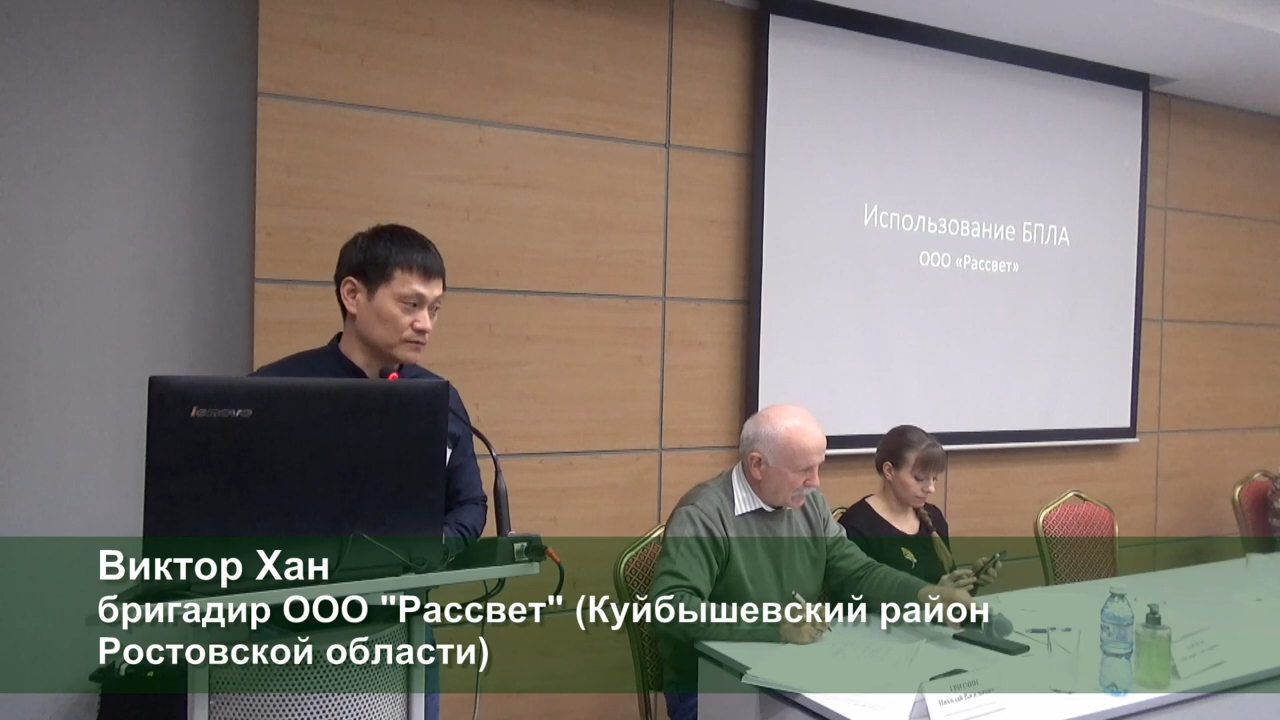 Использование БПЛА
ООО «Рассвет»
lenovo
Виктор Хан
бригадир ООО "Рассвет" (Куйбышевский район
Ростовской области)